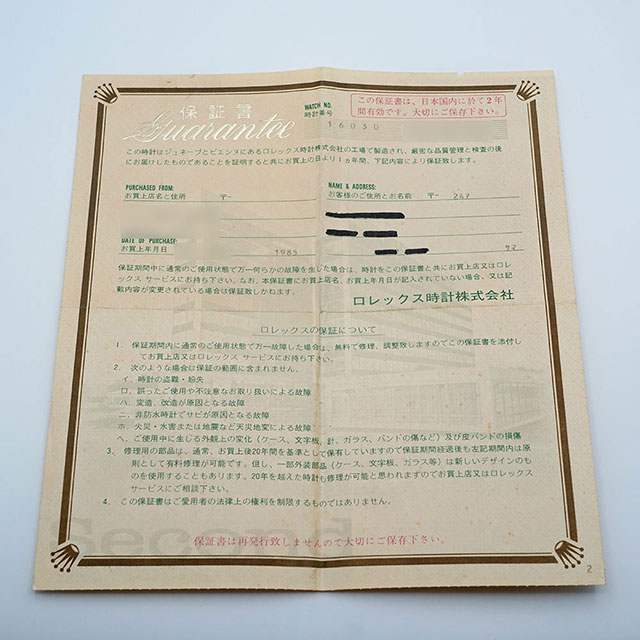 保証書
Guarantee
WATCH NO.
時計番号
この保証書は、日本国内に於て2年
間有効です。大切にご保存下さい。
16030
この時計はジュネーブとビエンヌにあるロレックス時計株式会社の工場で製造され、厳密な品質管理と検査の後
にお届けしたものであることを証明すると共にお買上の日より1ヵ年間、下記内容により保証致します。
PURCHASED FROM:
お買上店名と住所 〒-
NAME & ADDRESS:
お客様のご住所とお名前 〒- 267
DATE OF PURCHASE:
お買上年月日 1985
保証期間中に通常のご使用状態で万一何らかの故障を生した場合は、時計をこの保証書と共にお買上店又はロレ
ックス サービスにお持ち下さい。なお、本保証書にお買上店名、お買上年月日が記入されていない場合、又は記
載内容が変更されている場合は保証致しかねます。
ロレックス時計株式会社
ロレックスの保証について
1. 保証期間内に通常のご使用状態で万一故障した場合は、無料で修理、調整致しますのでこの保証書を添付し
てお買上店又はロレックス サービスにお持ち下さい。
2. 次のような場合は保証の範囲に含まれません。
イ、時計の盗難・紛失
ロ、誤ったご使用や不注意なお取り扱いによる故障
ハ、変造、改造が原因となる故障
ニ、非防水時計でサビが原因となる故障
ホ、火災・水害または地震など天災地変による故障
ヘ、ご使用中に生じる外観上の変化（ケース、文字板、針、ガラス、バンドの傷など）及び皮バンドの損傷
3. 修理用の部品は、通常、お買上後20年間を基準として保有していますので保証期間経過後も左記期間内は原
則として有料修理が可能です。但し、一部外装部品（ケース、文字板、ガラス等）は新しいデザインのも
のを使用することもあります。20年を越えた時計も修理が可能と思われますのでお買上店又はロレックス
サービスにご相談下さい。
4. この保証書はご愛用者の法律上の権利を制限するものではありません。
Second
保証書は再発行致しませんので大切にご保存下さい。
2